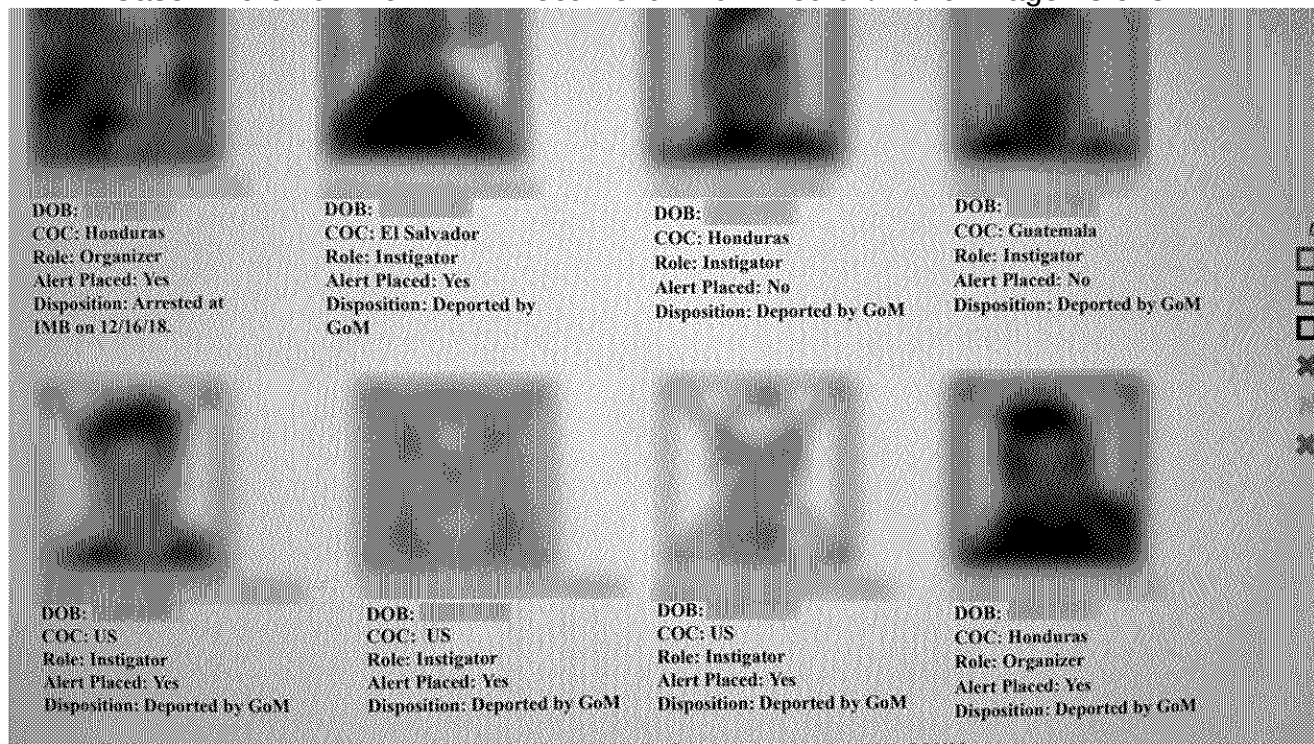 DOB:
COC: Honduras
Role: Organizer
Alert Placed: Yes
Disposition: Arrested at
IMB on 12/16/18.
DOB:
COC: El Salvador
Role: Instigator
Alert Placed: Yes
Disposition: Deported by
GoM
DOB:
COC: Honduras
Role: Instigator
Alert Placed: No
Disposition: Deported by GoM
DOB:
COC: Guatemala
Role: Instigator
Alert Placed: No
Disposition: Deported by GoM
DOB:
COC: US
Role: Instigator
Alert Placed: Yes
Disposition: Deported by GoM
DOB:
COC: US
Role: Instigator
Alert Placed: Yes
Disposition: Deported by GoM
DOB:
COC: US
Role: Instigator
Alert Placed: Yes
Disposition: Deported by GoM
DOB:
COC: Honduras
Role: Organizer
Alert Placed: Yes
Disposition: Deported by GoM